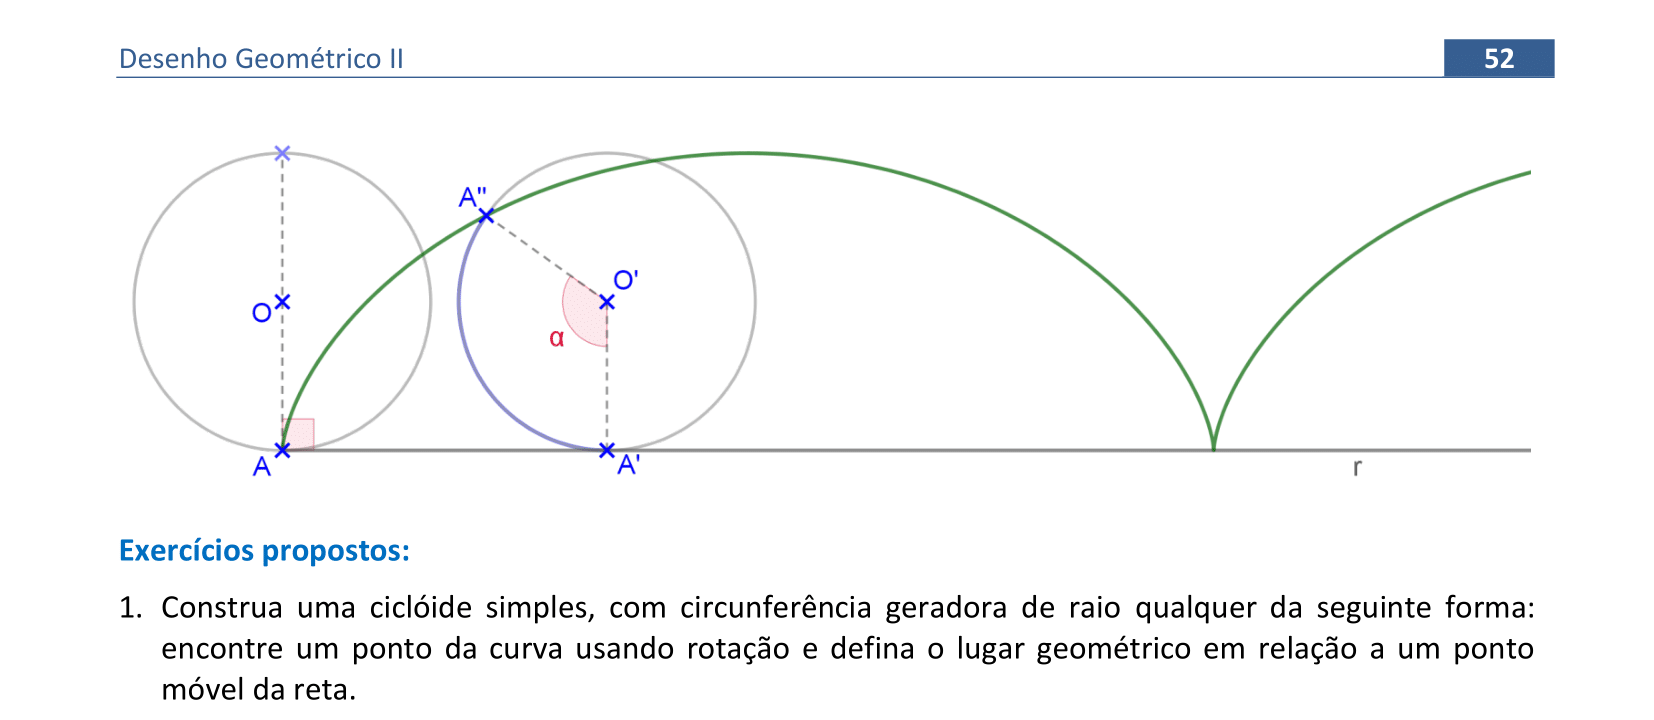 Desenho Geométrico II
52
A"
O'
O
α
A
A'
r
Exercícios propostos:
1. Construa uma ciclóide simples, com circunferência geradora de raio qualquer da seguinte forma:
encontre um ponto da curva usando rotação e defina o lugar geométrico em relação a um ponto
móvel da reta.